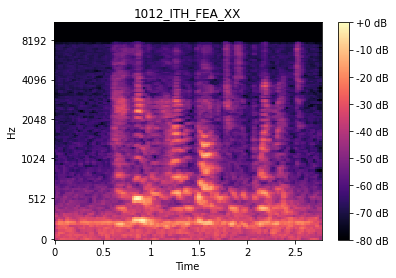 1012_ITH_FEA_XX
+0 dB
8192
-10 dB
4096
-20 dB
-30 dB
2048
Hz
-40 dB
1024
-50 dB
512
-60 dB
-70 dB
0
-80 dB
0 0.5 1 1.5 2 2.5
Time